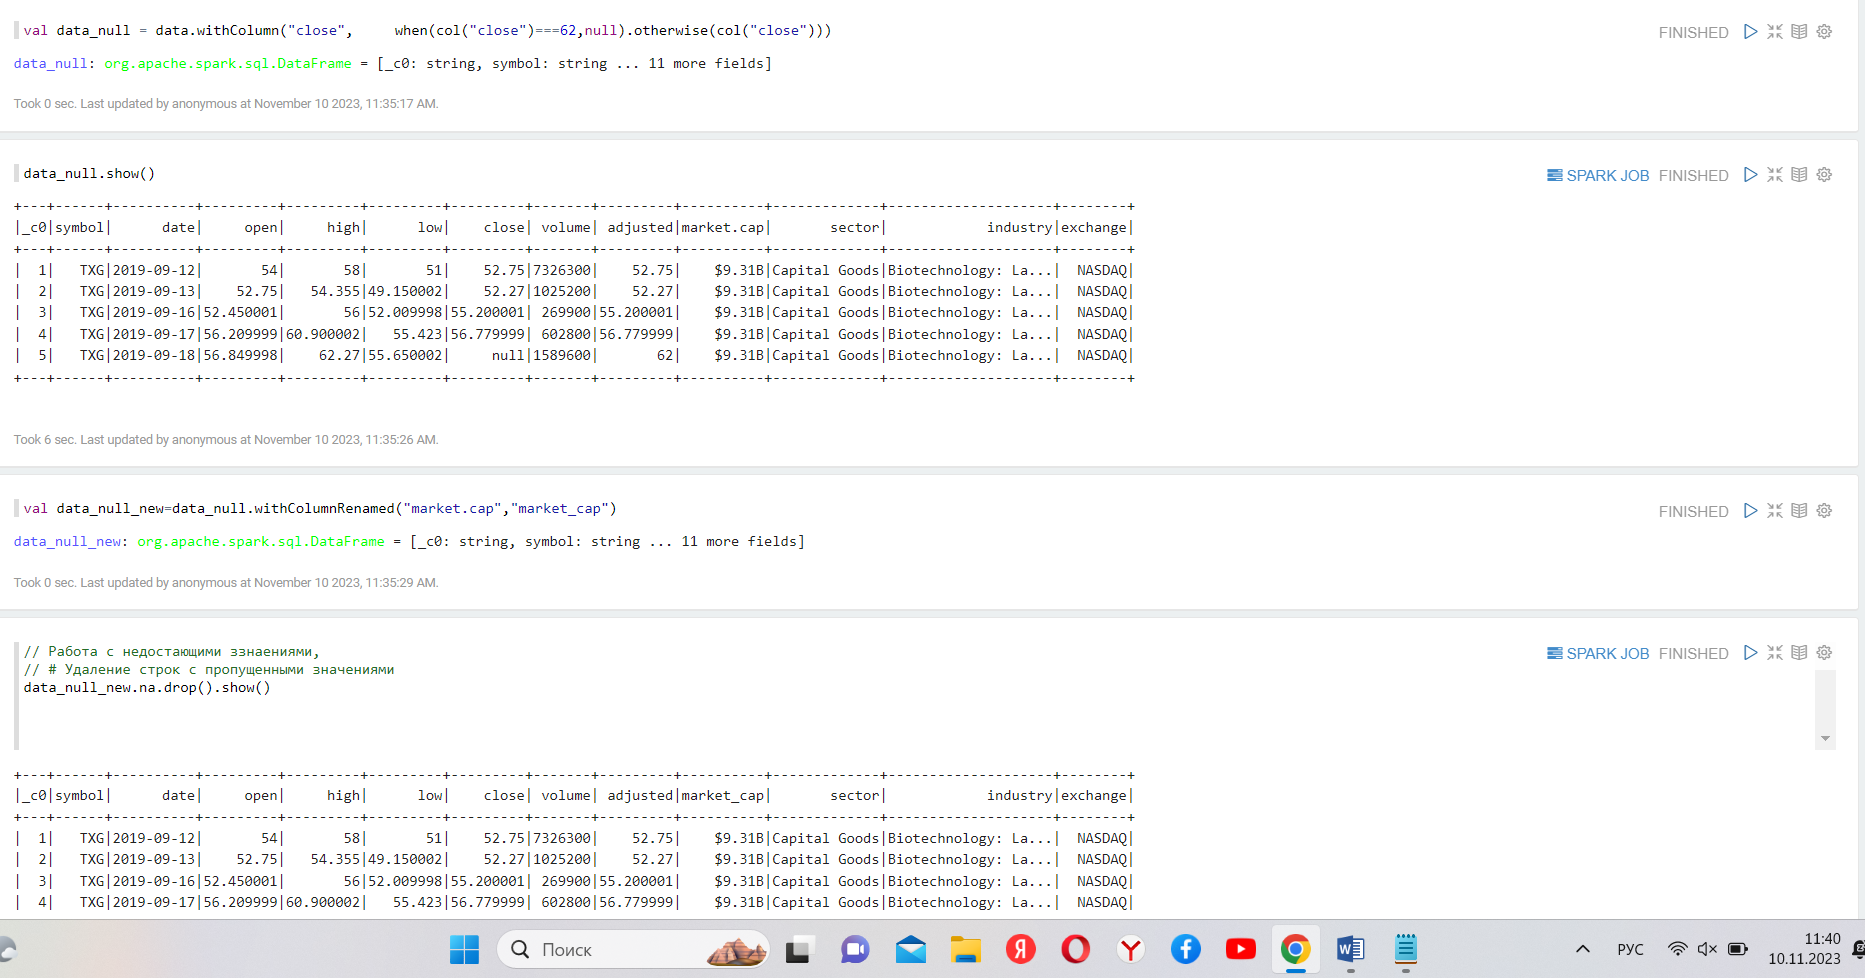 val data_null = data.withColumn("close",     when(col("close")===62,null).otherwise(col("close")))
FINISHED
data_null: org.apache.spark.sql.DataFrame = [_c0: string, symbol: string ... 11 more fields]
Took 0 sec. Last updated by anonymous at November 10 2023, 11:35:17 AM.
data_null.show()
SPARK JOB FINISHED
+---+------+----------+---------+---------+---------+---------+-------+---------+----------+-------------+--------------------+--------+
|_c0|symbol|      date|     open|     high|      low|    close| volume| adjusted|market.cap|       sector|            industry|exchange|
+---+------+----------+---------+---------+---------+---------+-------+---------+----------+-------------+--------------------+--------+
|  1|   TXG|2019-09-12|       54|       58|       51|    52.75|7326300|    52.75|    $9.31B|Capital Goods|Biotechnology: La...|  NASDAQ|
|  2|   TXG|2019-09-13|    52.75|   54.355|49.150002|    52.27|1025200|    52.27|    $9.31B|Capital Goods|Biotechnology: La...|  NASDAQ|
|  3|   TXG|2019-09-16|52.450001|       56|52.009998|55.200001| 269900|55.200001|    $9.31B|Capital Goods|Biotechnology: La...|  NASDAQ|
|  4|   TXG|2019-09-17|56.209999|60.900002|   55.423|56.779999| 602800|56.779999|    $9.31B|Capital Goods|Biotechnology: La...|  NASDAQ|
|  5|   TXG|2019-09-18|56.849998|    62.27|55.650002|     null|1589600|       62|    $9.31B|Capital Goods|Biotechnology: La...|  NASDAQ|
+---+------+----------+---------+---------+---------+---------+-------+---------+----------+-------------+--------------------+--------+
Took 6 sec. Last updated by anonymous at November 10 2023, 11:35:26 AM.
val data_null_new=data_null.withColumnRenamed("market.cap","market_cap")
FINISHED
data_null_new: org.apache.spark.sql.DataFrame = [_c0: string, symbol: string ... 11 more fields]
Took 0 sec. Last updated by anonymous at November 10 2023, 11:35:29 AM.
// Работа с недостающими ззнаениями,
SPARK JOB FINISHED
// # Удаление строк с пропущенными значениями
data_null_new.na.drop().show()
+---+------+----------+---------+---------+---------+---------+-------+---------+----------+-------------+--------------------+--------+
|_c0|symbol|      date|     open|     high|      low|    close| volume| adjusted|market_cap|       sector|            industry|exchange|
+---+------+----------+---------+---------+---------+---------+-------+---------+----------+-------------+--------------------+--------+
|  1|   TXG|2019-09-12|       54|       58|       51|    52.75|7326300|    52.75|    $9.31B|Capital Goods|Biotechnology: La...|  NASDAQ|
|  2|   TXG|2019-09-13|    52.75|   54.355|49.150002|    52.27|1025200|    52.27|    $9.31B|Capital Goods|Biotechnology: La...|  NASDAQ|
|  3|   TXG|2019-09-16|52.450001|       56|52.009998|55.200001| 269900|55.200001|    $9.31B|Capital Goods|Biotechnology: La...|  NASDAQ|
|  4|   TXG|2019-09-17|56.209999|60.900002|   55.423|56.779999| 602800|56.779999|    $9.31B|Capital Goods|Biotechnology: La...|  NASDAQ|
Поиск
РУС
11:40
10.11.2023